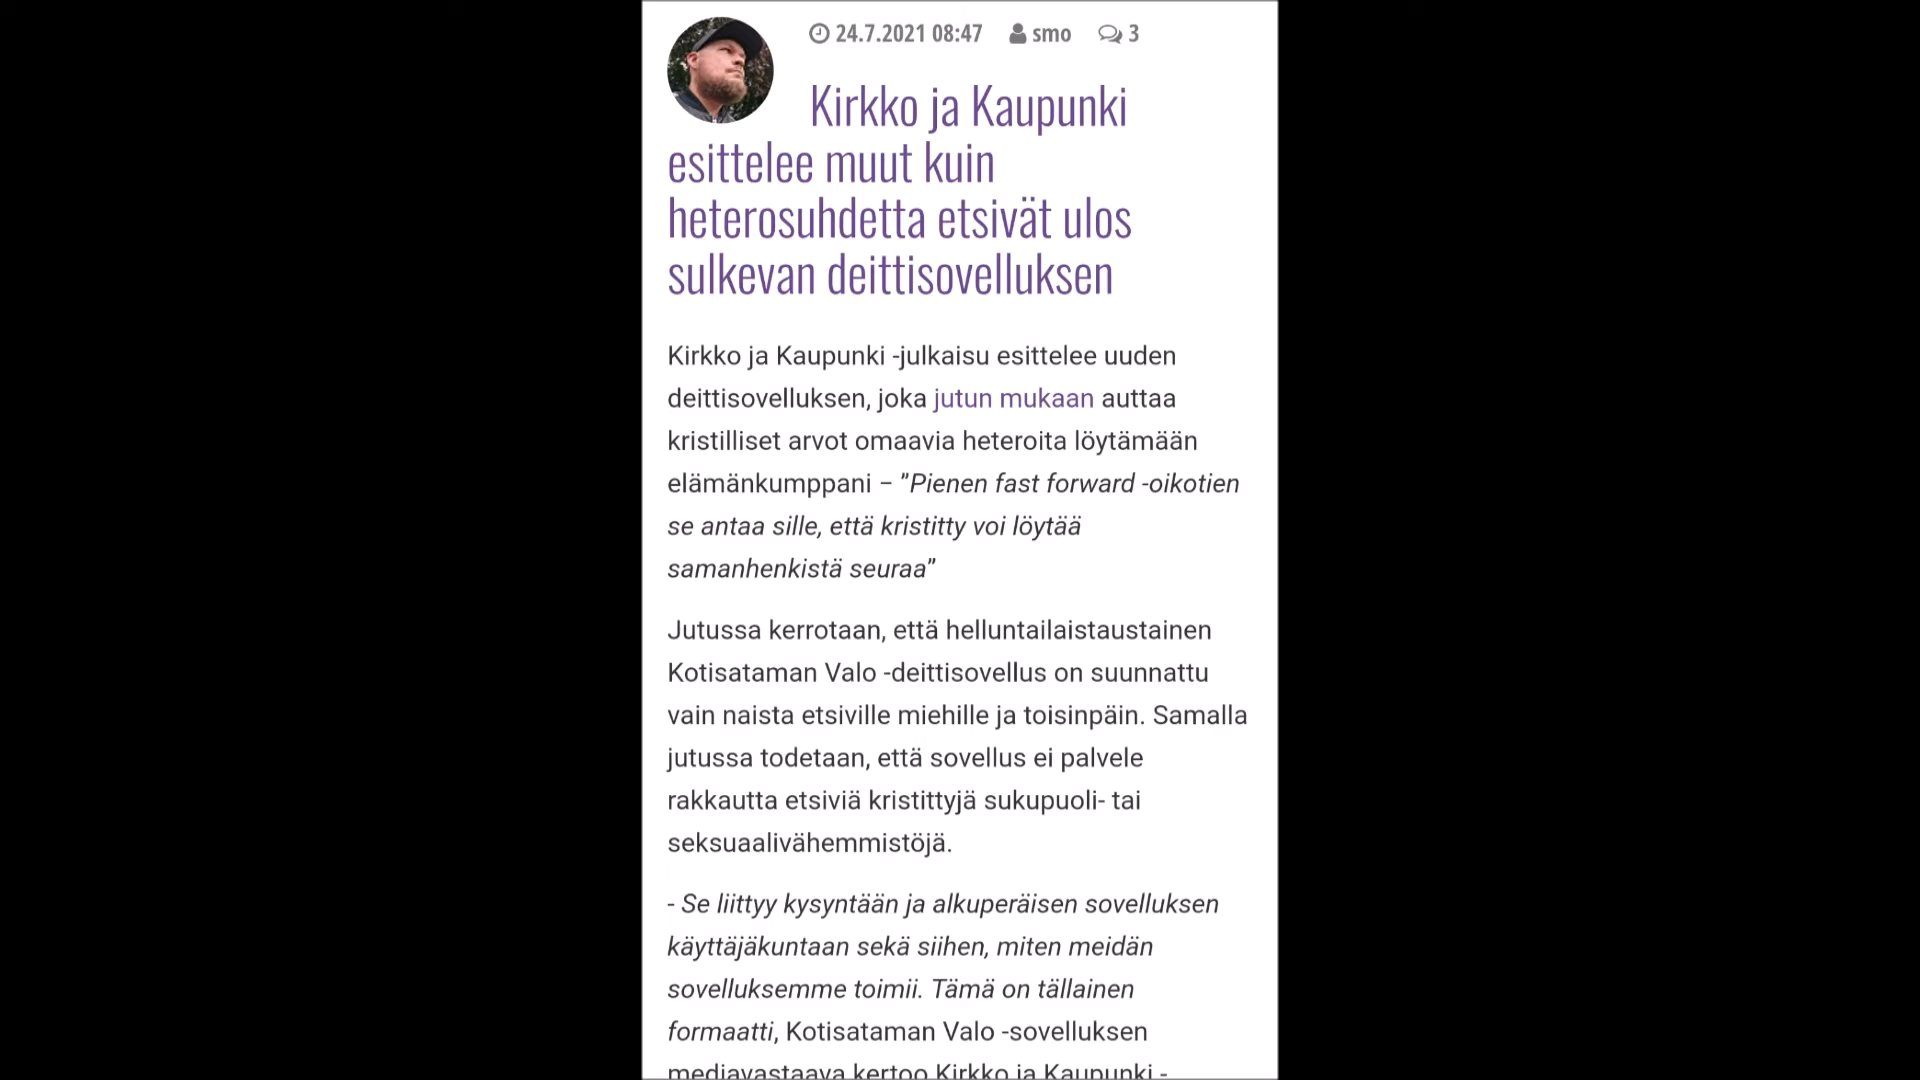 24.7.2021 08:47 smo 3
Kirkko ja Kaupunki
esittelee muut kuin
heterosuhdetta etsivät ulos
sulkevan deittisovelluksen
Kirkko ja Kaupunki -julkaisu esittelee uuden
deittisovelluksen, joka jutun mukaan auttaa
kristilliset arvot omaavia heteroita löytämään
elämänkumppani – ”Pienen fast forward -oikotien
se antaa sille, että kristitty voi löytää
samanhenkistä seuraa”
Jutussa kerrotaan, että helluntailaistaustainen
Kotisataman Valo -deittisovellus on suunnattu
vain naista etsiville miehille ja toisinpäin. Samalla
jutussa todetaan, että sovellus ei palvele
rakkautta etsiviä kristittyjä sukupuoli- tai
seksuaalivähemmistöjä.
- Se liittyy kysyntään ja alkuperäisen sovelluksen
käyttäjäkuntaan sekä siihen, miten meidän
sovelluksemme toimii. Tämä on tällainen
formaatti, Kotisataman Valo -sovelluksen
mediavastaava kertoo Kirkko ja Kaupunki -